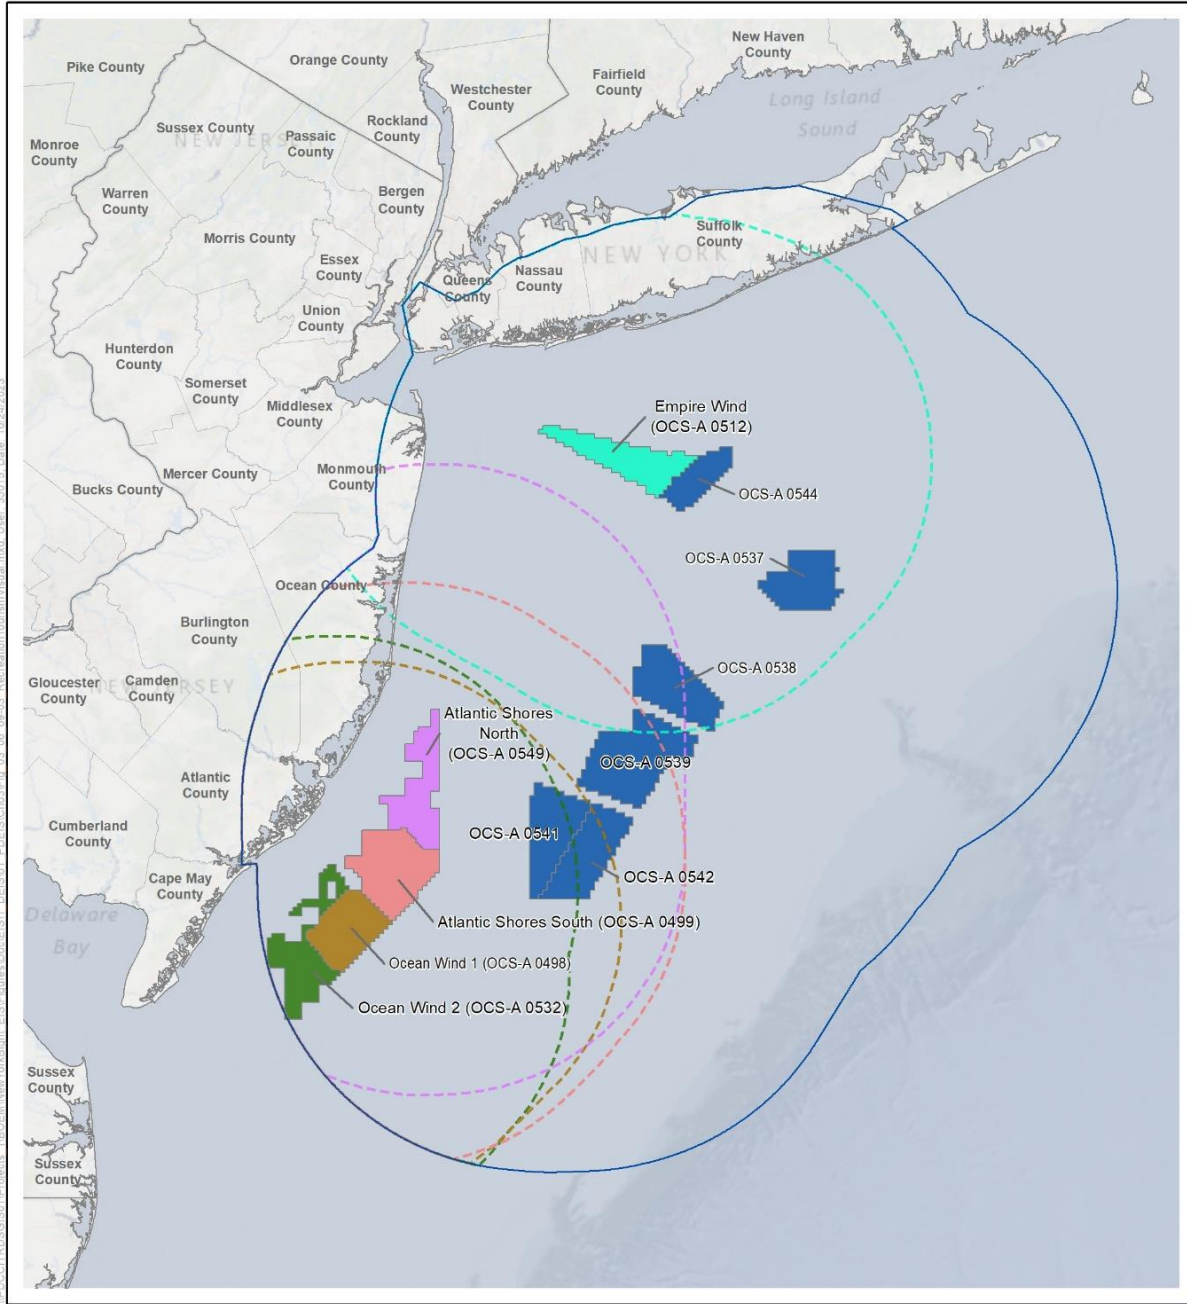 New Haven
County
Orange County
Pike County
Fairfield
County
Westchester
County
Long Island
Sound
Rockland
County
Sussex County
NEW JERSEY
Passaic
County
Monroe
County
Warren
County
Bergen
County
Morris County
Suffolk
County
NEW YORK
Essex
County
Nassau
County
Queens
County
Union
County
Hunterdon
County
Somerset
County
Middlesex
County
Empire Wind
(OCS-A 0512)
Mercer County
Monmouth
County
Bucks County
OCS-A 0544
OCS-A 0537
Ocean County
Burlington
County
OCS-A 0538
Gloucester
County
Camden
County
NEW JERSEY
Atlantic Shores
North
(OCS-A 0549)
OCS-A 0539
Atlantic
County
Cumberland
County
OCS-A 0541
OCS-A 0542
Cape May
County
Delaware
Bay
Atlantic Shores South (OCS-A 0499)
Ocean Wind 1 (OCS-A 0498)
Ocean Wind 2 (OCS-A 0532)
Sussex
County
Sussex
County